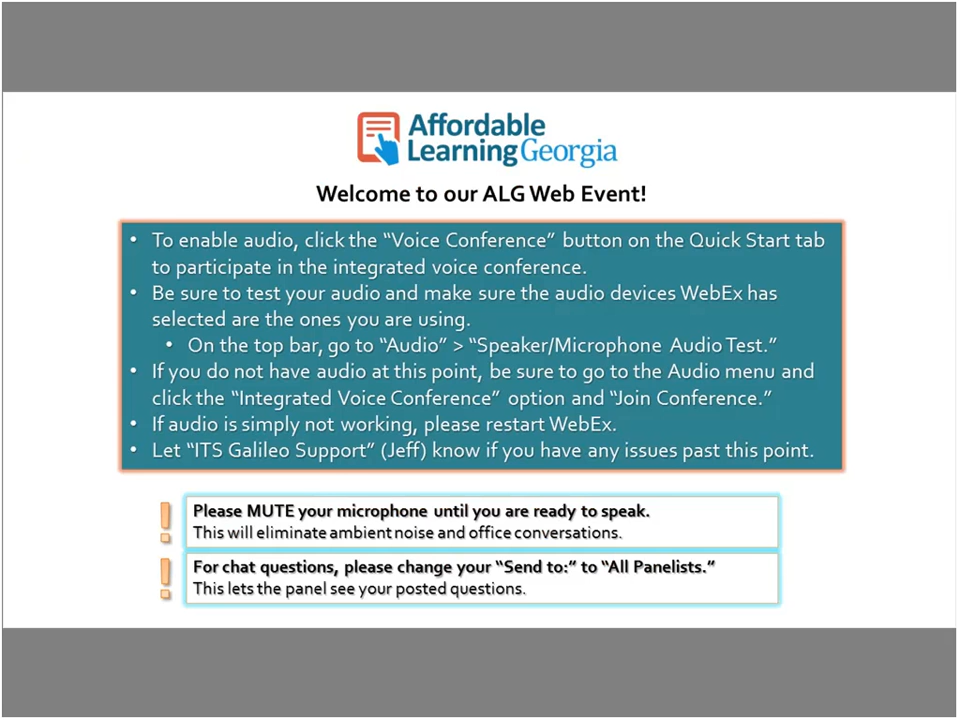 Affordable
LearningGeorgia
Welcome to our ALG Web Event!
• To enable audio, click the “Voice Conference” button on the Quick Start tab
to participate in the integrated voice conference.
• Be sure to test your audio and make sure the audio devices WebEx has
selected are the ones you are using.
• On the top bar, go to “Audio” > “Speaker/Microphone Audio Test.”
• If you do not have audio at this point, be sure to go to the Audio menu and
click the “Integrated Voice Conference” option and “Join Conference.”
• If audio is simply not working, please restart WebEx.
• Let “ITS Galileo Support” (Jeff) know if you have any issues past this point.
! Please MUTE your microphone until you are ready to speak.
This will eliminate ambient noise and office conversations.
! For chat questions, please change your “Send to:” to “All Panelists.”
This lets the panel see your posted questions.